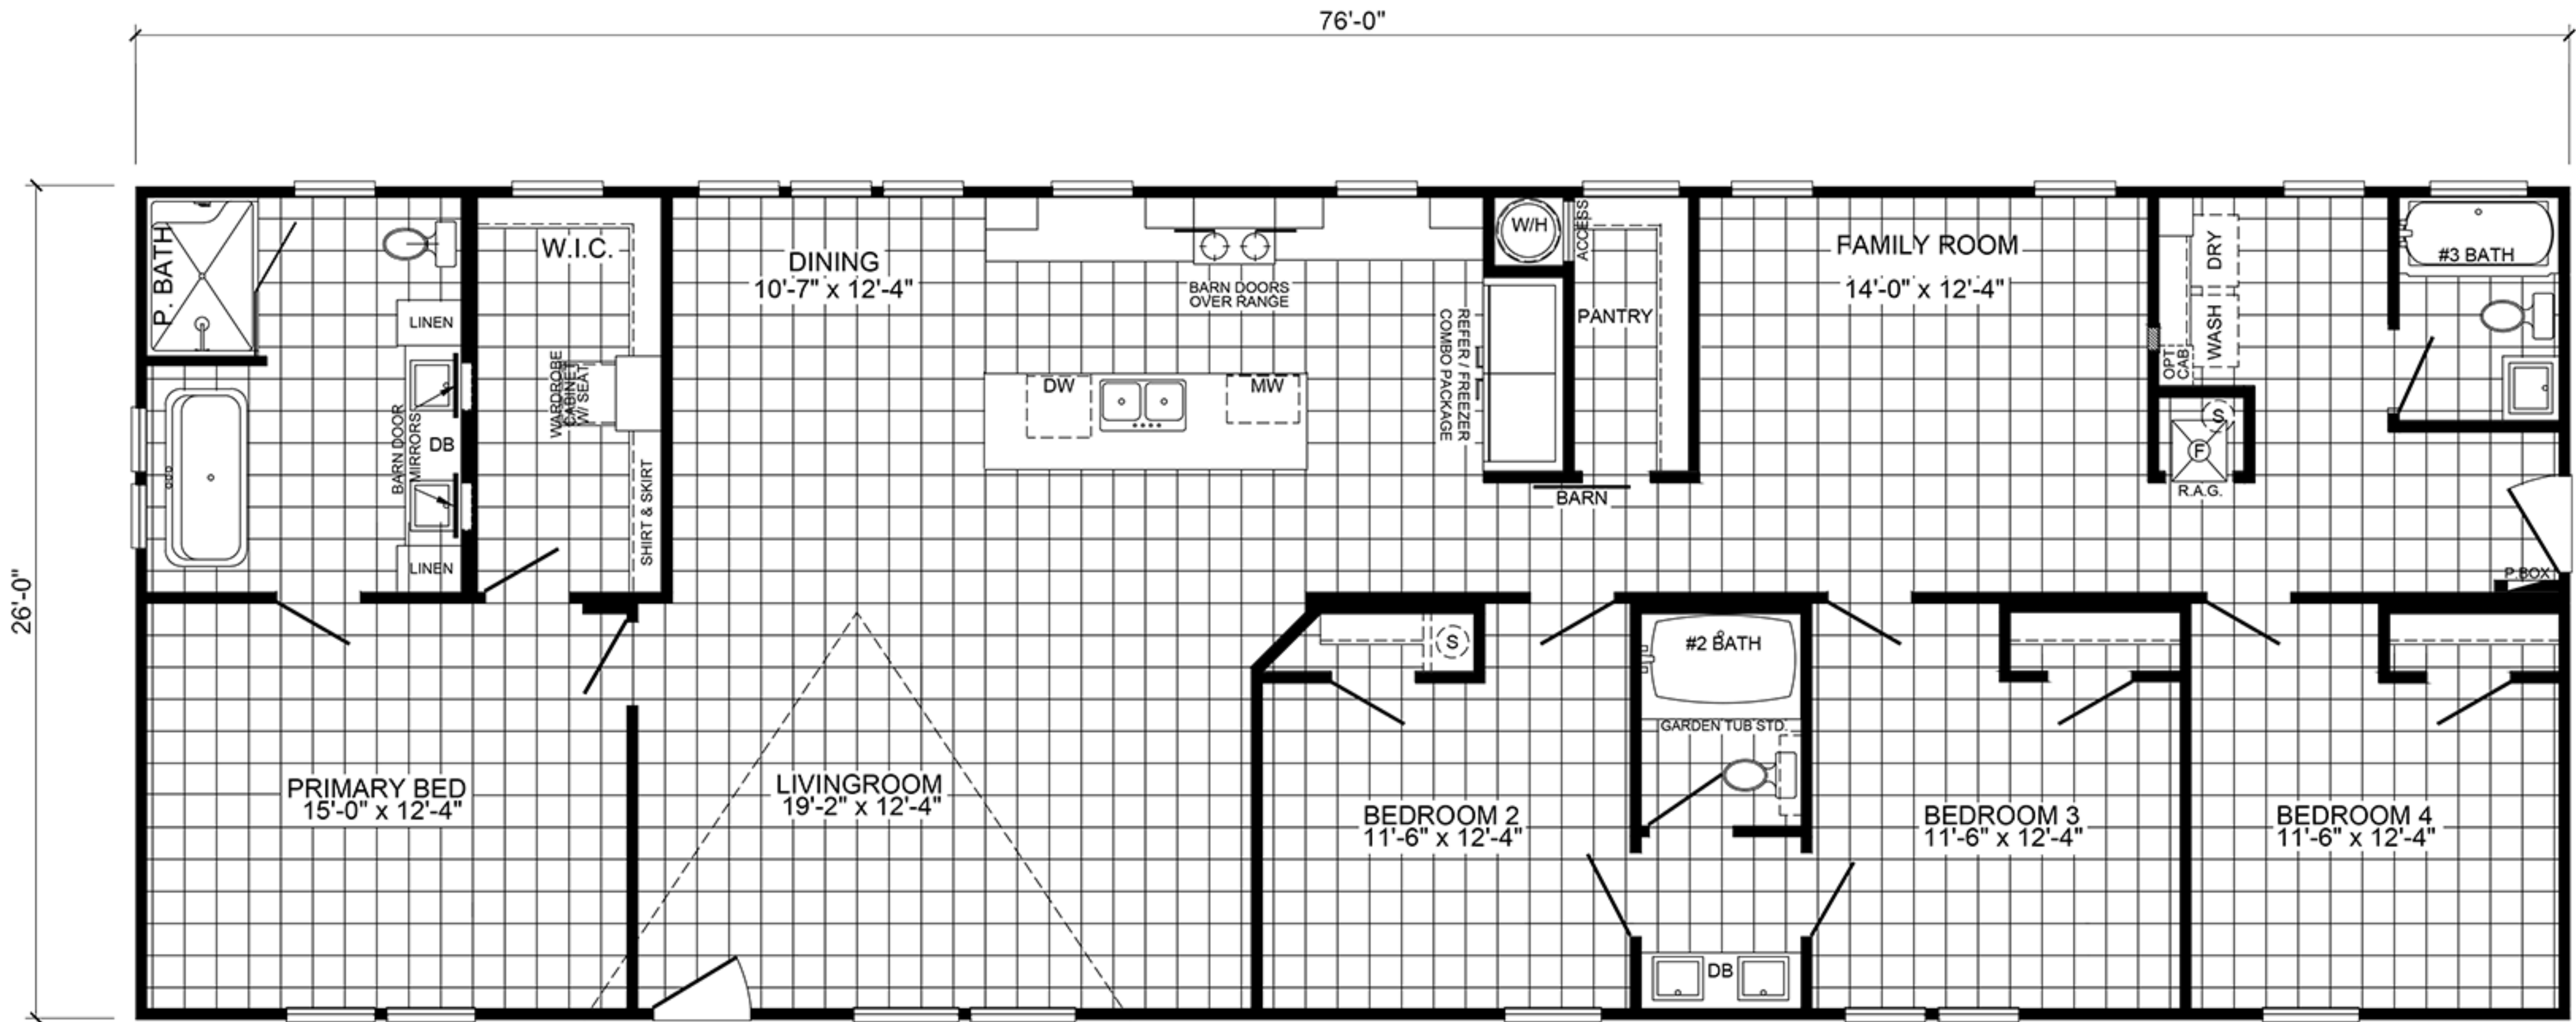 76'-0"
26'-0"
P. BATH
LINEN
BARN DOOR
MIRRORS
DB
LINEN
W.I.C.
WARDROBE
CABINET
W/ SEAT
SHIRT & SKIRT
DINING
10'-7" x 12'-4"
BARN DOORS
OVER RANGE
DW
MW
REFER / FREEZER
COMBO PACKAGE
W/H
ACCESS
PANTRY
BARN
FAMILY ROOM
14'-0" x 12'-4"
DRY
WASH
OPT
CAB
S
F
R.A.G.
#3 BATH
P.BOX
PRIMARY BED
15'-0" x 12'-4"
LIVINGROOM
19'-2" x 12'-4"
S
BEDROOM 2
11'-6" x 12'-4"
#2 BATH
GARDEN TUB STD.
DB
BEDROOM 3
11'-6" x 12'-4"
BEDROOM 4
11'-6" x 12'-4"